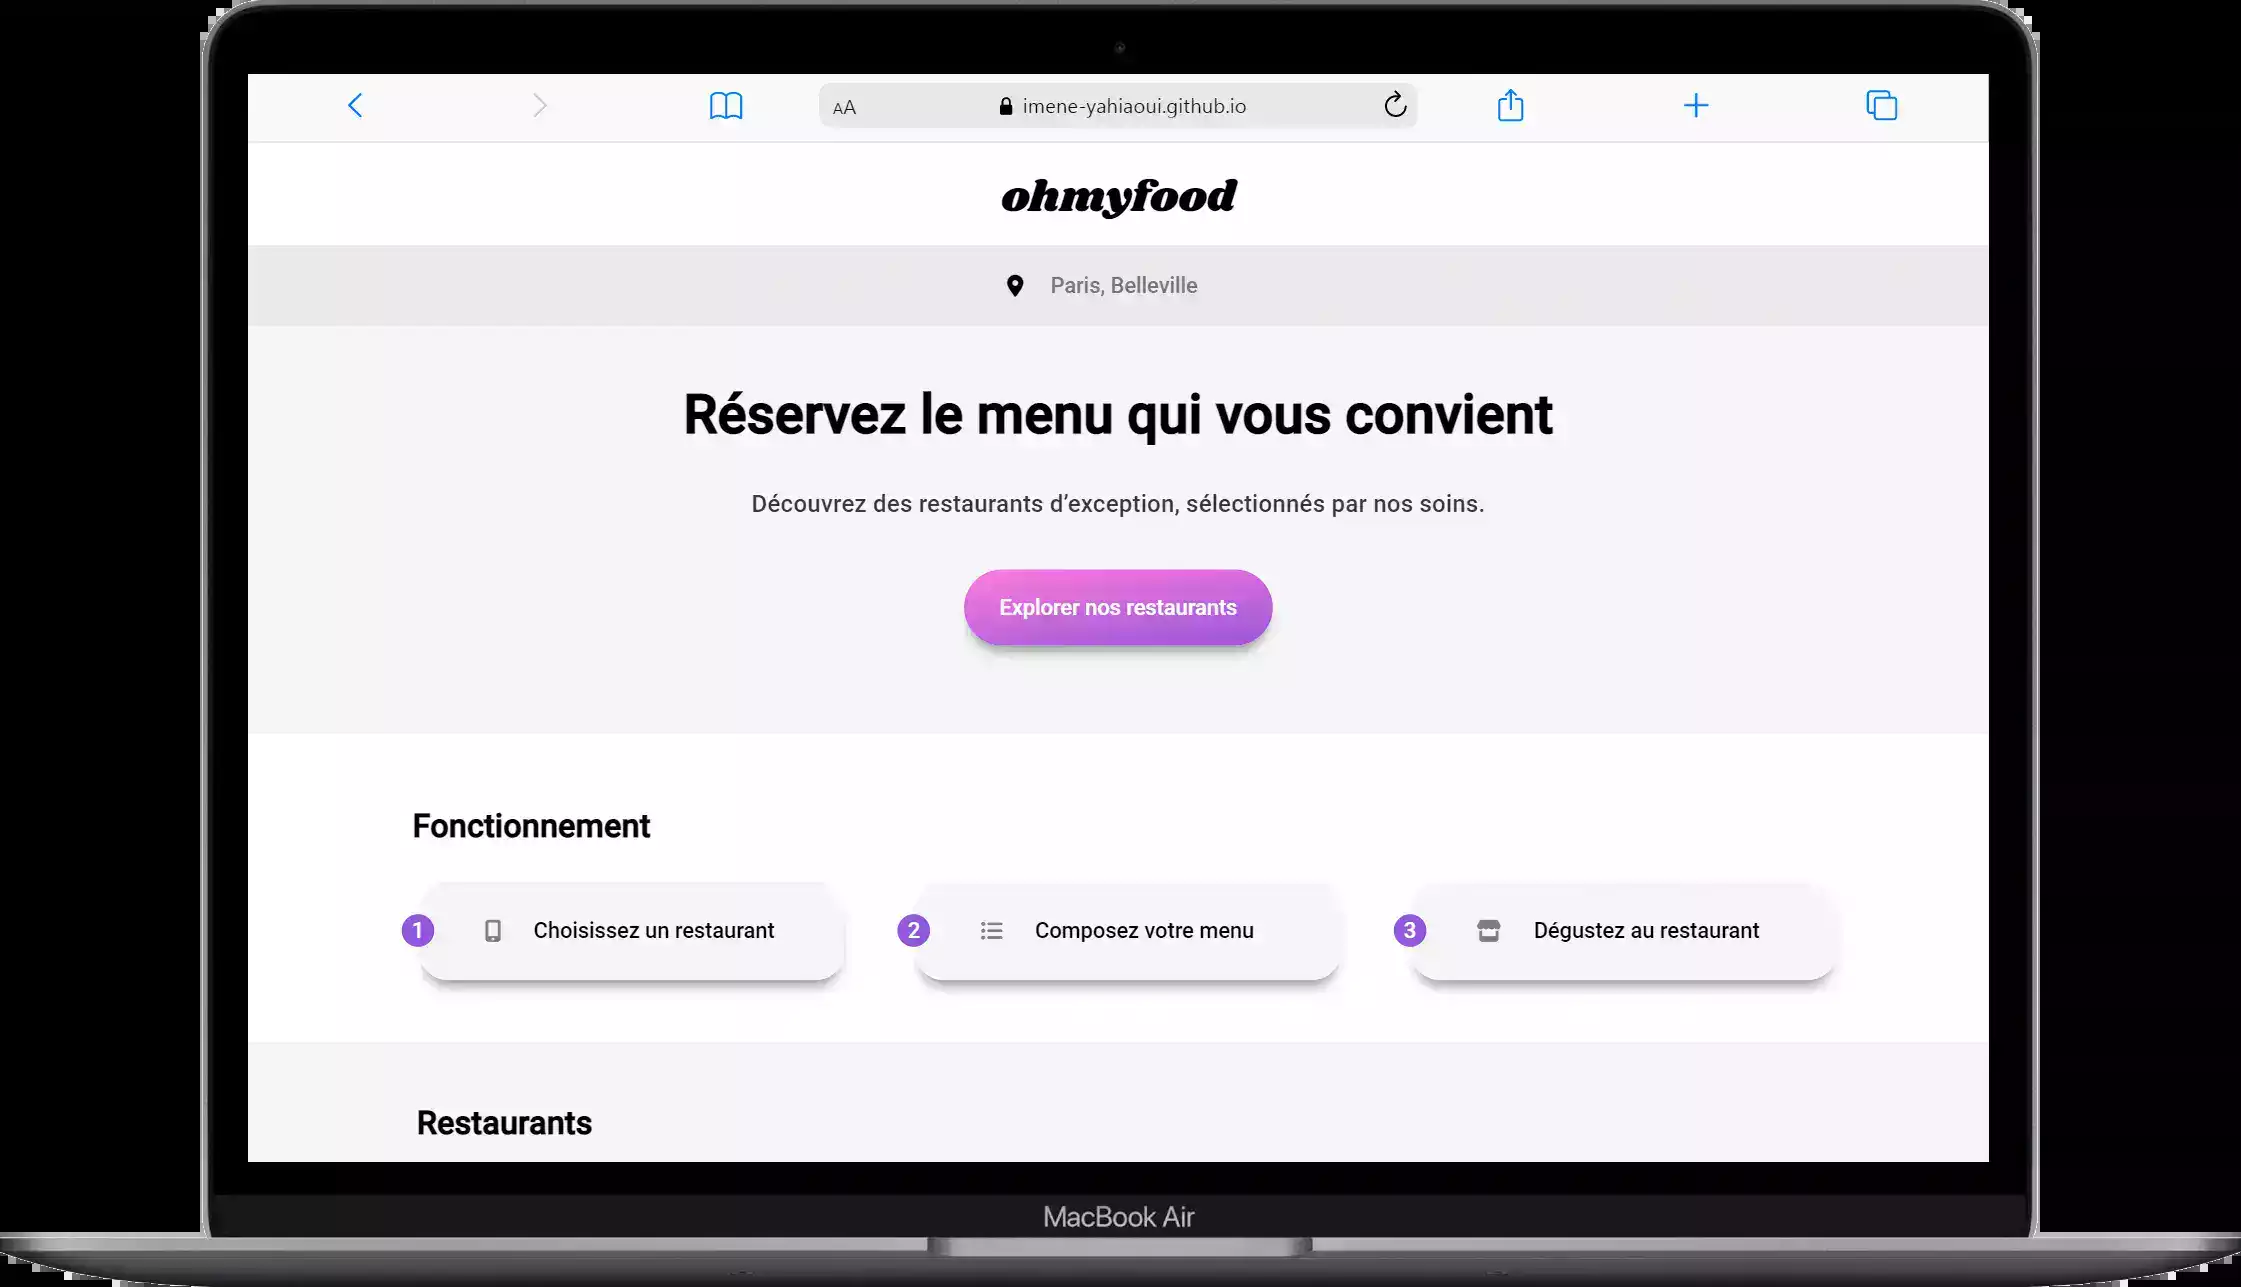 AA
imene-yahiaoui.github.io
ohmyfood
Paris, Belleville
Réservez le menu qui vous convient
Découvrez des restaurants d’exception, sélectionnés par nos soins.
Explorer nos restaurants
Fonctionnement
1 Choisissez un restaurant
2 Composez votre menu
3 Dégustez au restaurant
Restaurants
MacBook Air